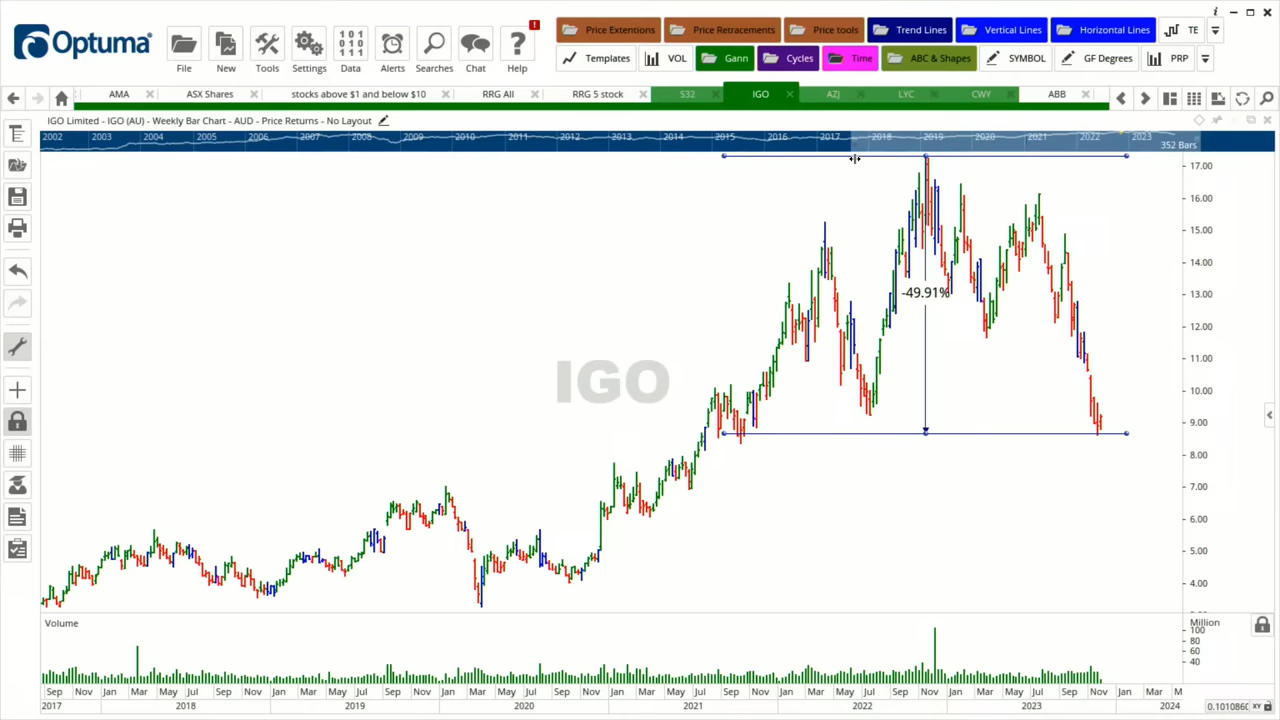 Optuma
File New Tools Settings Data Alerts Searches Chat Help
Price Extentions Price Retracements Price tools Trend Lines Vertical Lines Horizontal Lines TE
Templates VOL Gann Cycles Time ABC & Shapes SYMBOL GF Degrees PRP
AMA ASX Shares stocks above $1 and below $10 RRG All RRG 5 stock S32 IGO AZJ LYC CWY ABB
IGO Limited - IGO (AU) - Weekly Bar Chart - AUD - Price Returns - No Layout
2002 2003 2004 2005 2006 2007 2008 2009 2010 2011 2012 2013 2014 2015 2016 2017 2018 2019 2020 2021 2022 2023
352 Bars
17.00
16.00
15.00
14.00
13.00
-49.91%
12.00
11.00
10.00
IGO
9.00
8.00
7.00
6.00
5.00
4.00
Volume
Million
100
80
60
40
Sep Nov Jan Mar May Jul Sep Nov Jan Mar May Jul Sep Nov Jan Mar May Jul Sep Nov Jan Mar May Jul Sep Nov Jan Mar May Jul Sep Nov Jan Mar May Jul Sep Nov Jan Mar M
2017 2018 2019 2020 2021 2022 2023 2024
0.1010860 XY